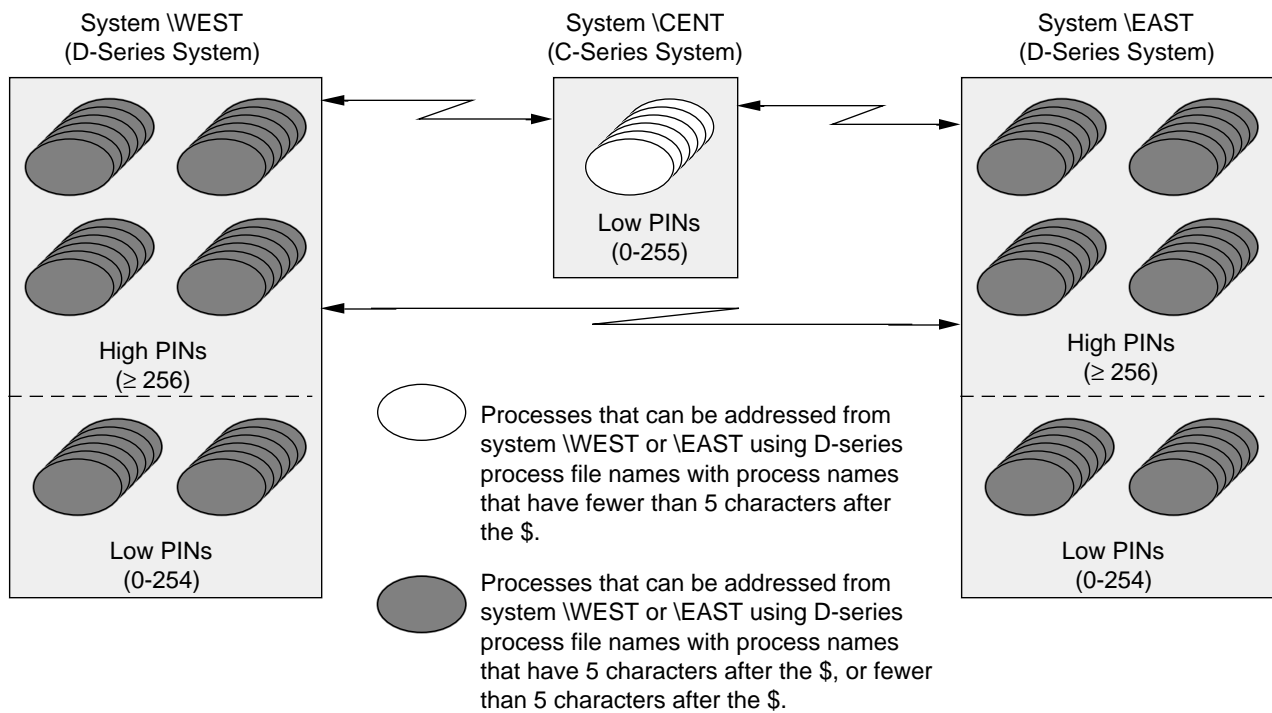 System \WEST
(D-Series System)
System \CENT
(C-Series System)
System \EAST
(D-Series System)
High PINs
(≥ 256)
Low PINs
(0-254)
Low PINs
(0-255)
High PINs
(≥ 256)
Low PINs
(0-254)
Processes that can be addressed from
system \WEST or \EAST using D-series
process file names with process names
that have fewer than 5 characters after
the $.
Processes that can be addressed from
system \WEST or \EAST using D-series
process file names with process names
that have 5 characters after the $, or fewer
than 5 characters after the $.